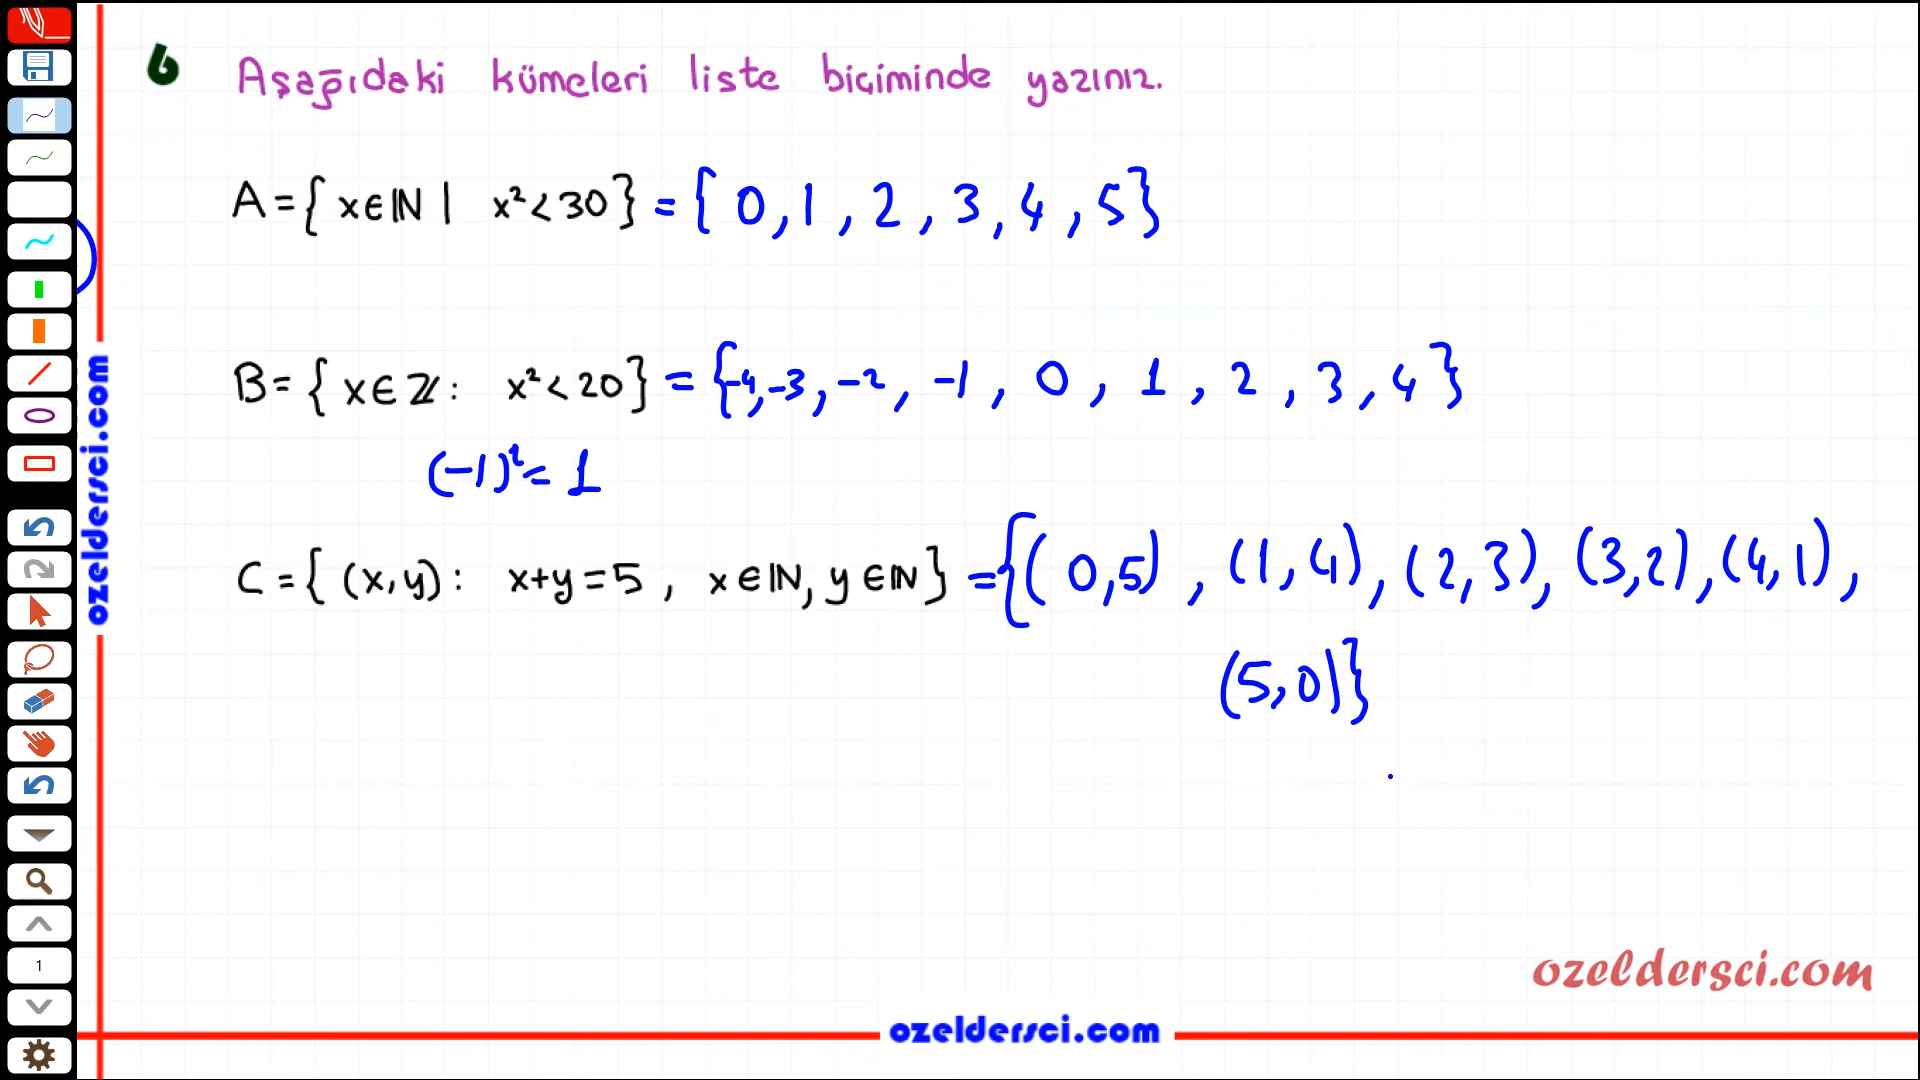 6 Aşağıdaki kümeleri liste biçiminde yazınız.
A={ x∈ℕ | x²<30} = { 0,1 , 2 , 3, 4 , 5}
B= { x∈ℤ : x²<20} = {-4,-3, -2 , -1 , 0 , 1 , 2 , 3, 4 }
(-1)²= 1
C={ (x,y): x+y=5 , x∈ℕ, y∈ℕ } ={( 0,5) , (1,4), (2,3), (3,2),(4,1),
(5,0)}
ozeldersci.com
1
ozeldersci.com
ozeldersci.com